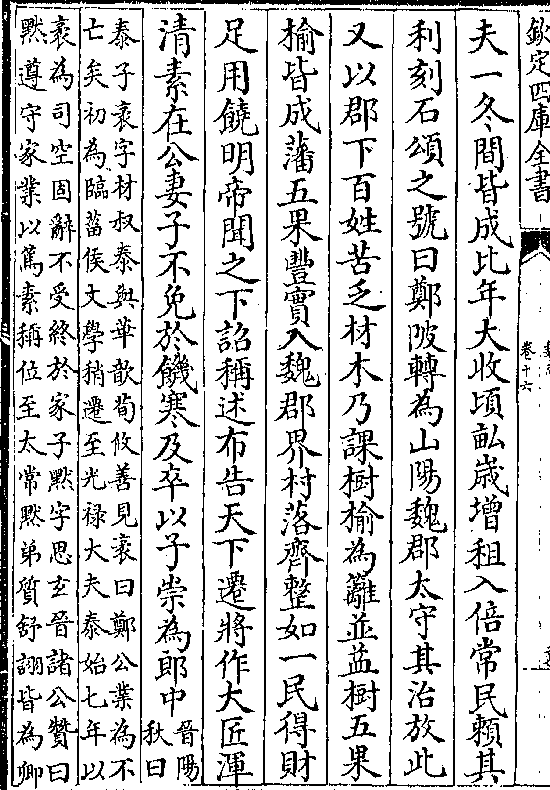 欽定四庫全書
卷十六
夫一冬間皆成比年大收頃畝歲增租入倍常民賴其
利刻石頌之號曰鄭陂轉為山陽魏郡太守其治放此
又以郡下百姓苦乏材木乃課樹榆為籬並益樹五果
榆皆成藩五果豐實入魏郡界村落齊整如一民得財
足用饒明帝聞之下詔稱述布告天下遷將作大匠渾
清素在公妻子不免於饑寒及卒以子崇為郎中
晉陽
秋曰
泰子袤字材叔泰與華歆荀攸善見袤曰鄭公業為不
亡矣初為臨菑侯文學稍遷至光禄大夫泰始七年以
袤為司空固辭不受終於家子黙字思玄晉諸公贊曰
黙遵守家業以篤素稱位至太常黙弟質舒詡皆為卿